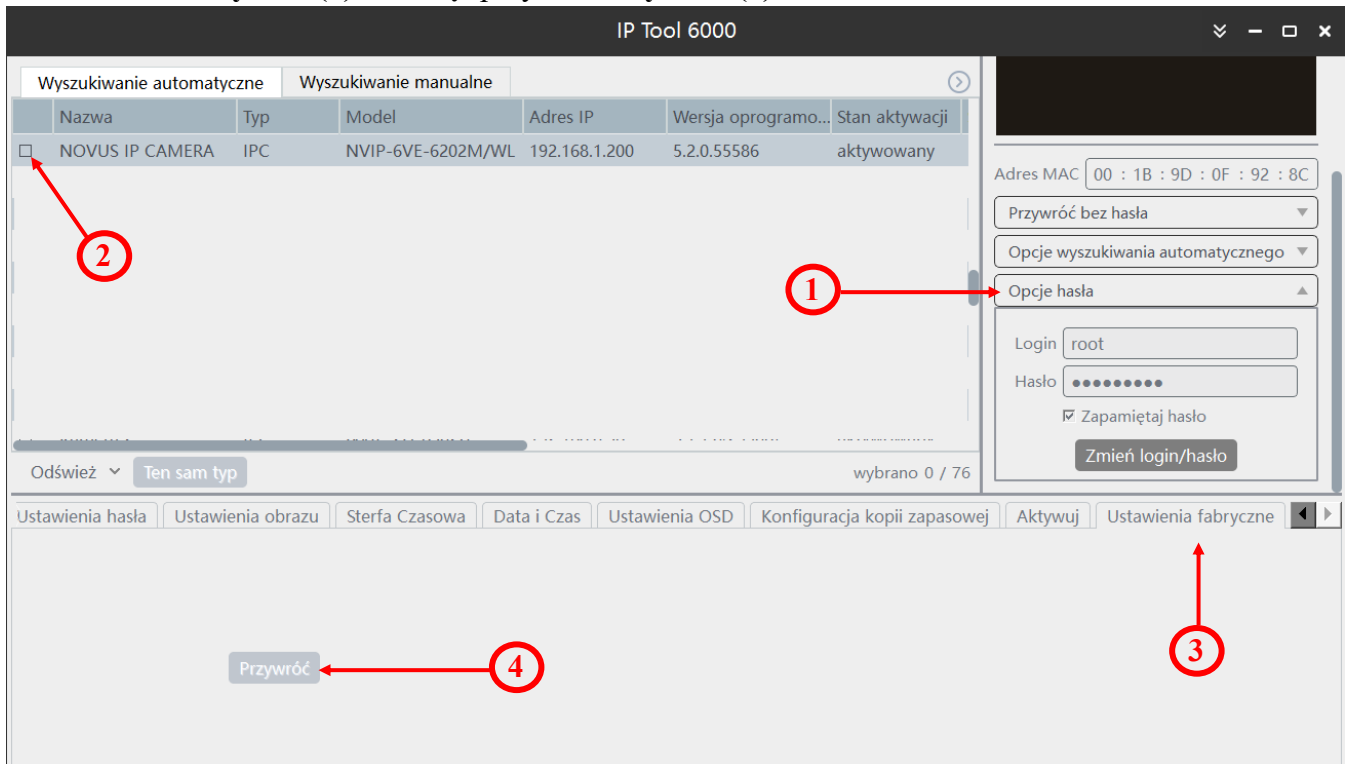 IP Tool 6000
Wyszukiwanie automatyczne Wyszukiwanie manualne
Nazwa Typ Model Adres IP Wersja oprogramo... Stan aktywacji
NOVUS IP CAMERA IPC NVIP-6VE-6202M/WL 192.168.1.200 5.2.0.55586 aktywowany
Adres MAC 00 : 1B : 9D : 0F : 92 : 8C
Przywróć bez hasła
2
Opcje wyszukiwania automatycznego
1
Opcje hasła
Login root
Hasło ●●●●●●●●●
Zapamiętaj hasło
Zmień login/hasło
Odśwież Ten sam typ wybrano 0 / 76
Ustawienia hasła Ustawienia obrazu Sterfa Czasowa Data i Czas Ustawienia OSD Konfiguracja kopii zapasowej Aktywuj Ustawienia fabryczne
3
Przywróć 4